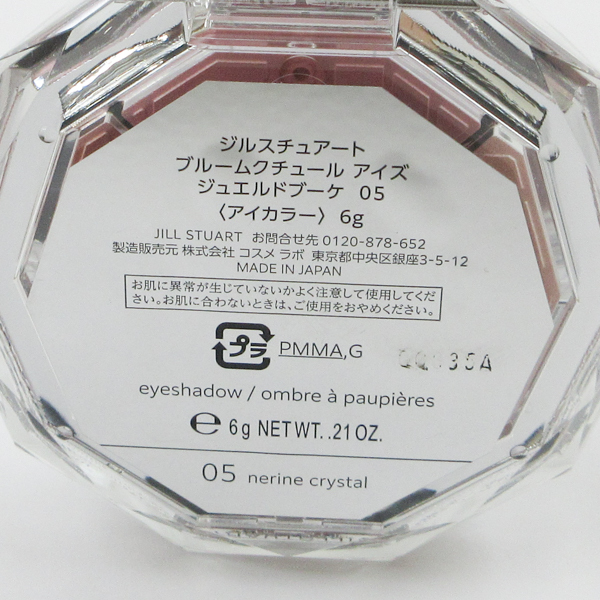 ジルスチュアート
ブルームクチュール アイズ
ジュエルドブーケ 05
〈アイカラー〉 6g
JILL STUART お問合せ先 0120-878-652
製造販売元 株式会社 コスメ ラボ 東京都中央区銀座3-5-12
MADE IN JAPAN
お肌に異常が生じていないかよく注意して使用してくだ
さい。お肌に合わないときは、ご使用をおやめください。
プラ PMMA,G
eyeshadow / ombre à paupières
e 6g NET WT. .21 OZ.
05 nerine crystal